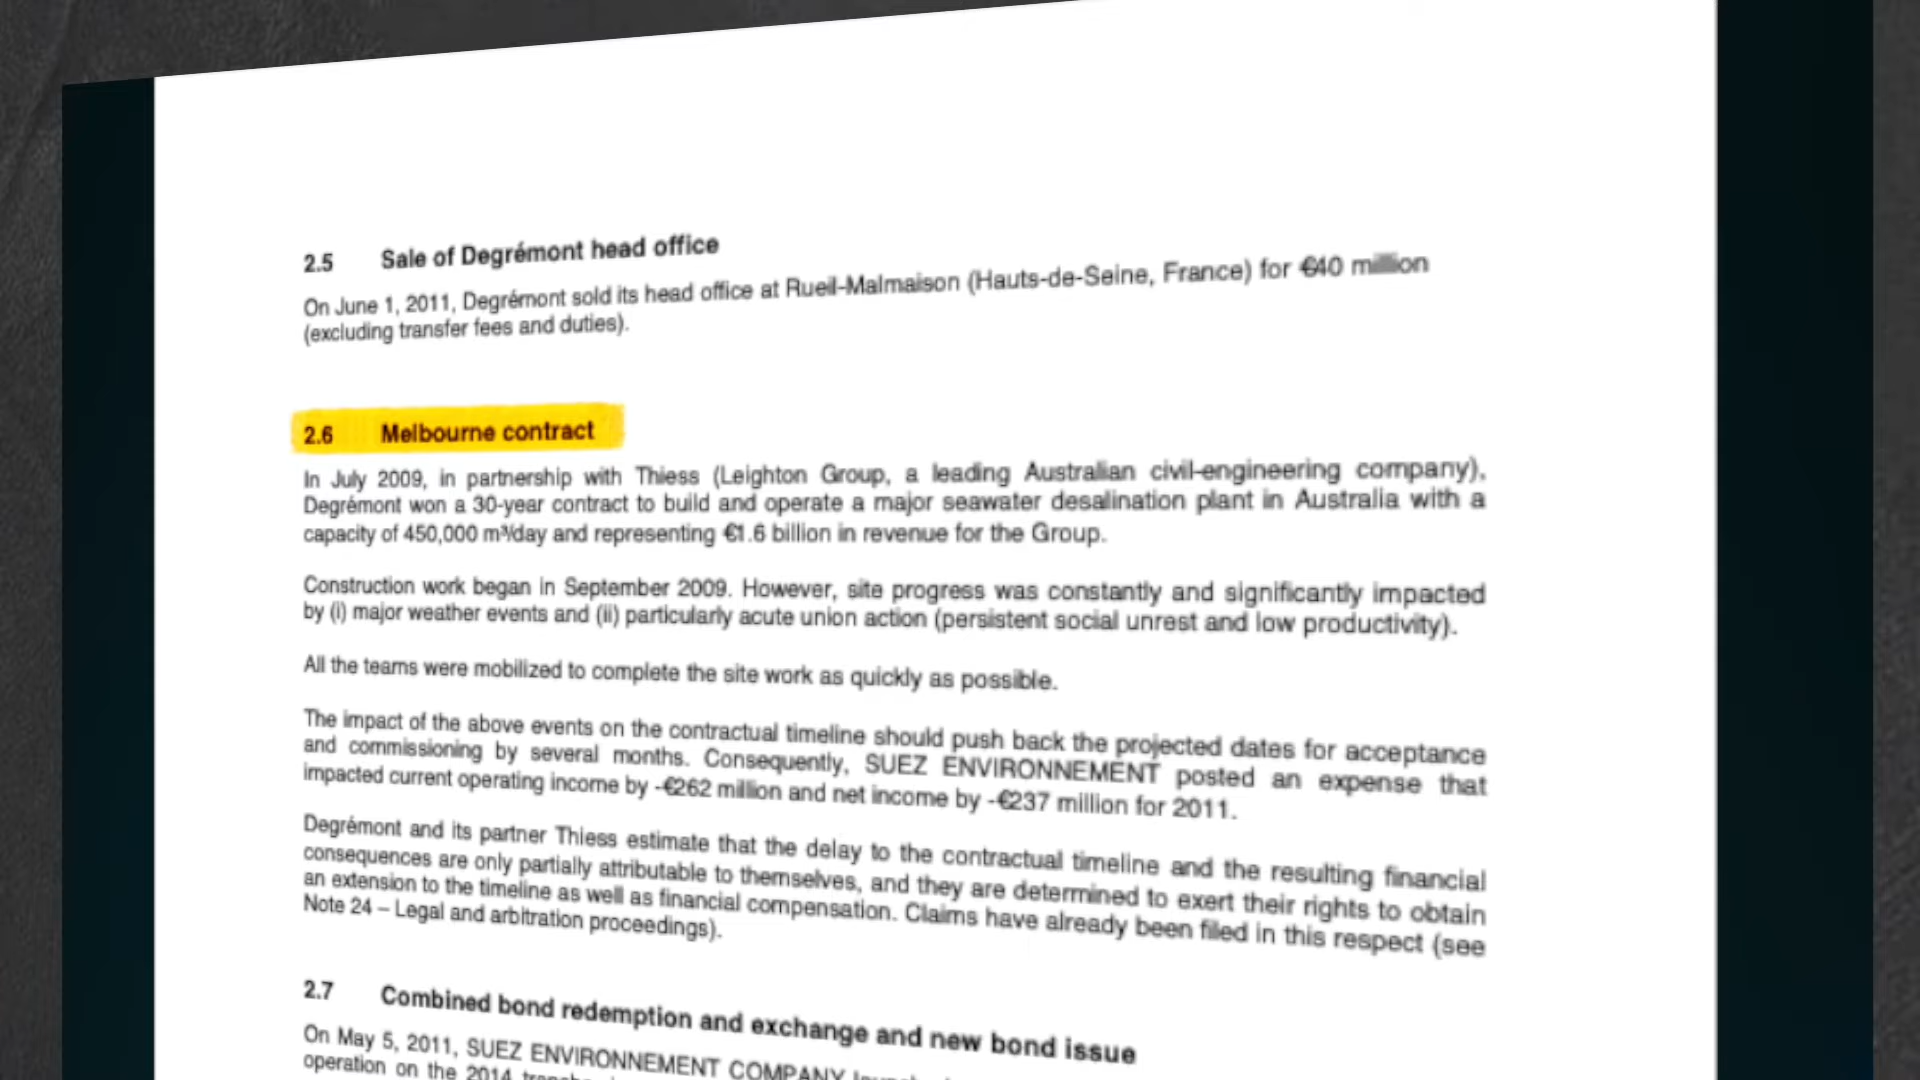 2.5 Sale of Degrémont head office
On June 1, 2011, Degrémont sold its head office at Rueil-Malmaison (Hauts-de-Seine, France) for €40 million
(excluding transfer fees and duties).
2.6 Melbourne contract
In July 2009, in partnership with Thiess (Leighton Group, a leading Australian civil-engineering company),
Degrémont won a 30-year contract to build and operate a major seawater desalination plant in Australia with a
capacity of 450,000 m³/day and representing €1.6 billion in revenue for the Group.
Construction work began in September 2009. However, site progress was constantly and significantly impacted
by (i) major weather events and (ii) particularly acute union action (persistent social unrest and low productivity).
All the teams were mobilized to complete the site work as quickly as possible.
The impact of the above events on the contractual timeline should push back the projected dates for acceptance
and commissioning by several months. Consequently, SUEZ ENVIRONNEMENT posted an expense that
impacted current operating income by -€262 million and net income by -€237 million for 2011.
Degrémont and its partner Thiess estimate that the delay to the contractual timeline and the resulting financial
consequences are only partially attributable to themselves, and they are determined to exert their rights to obtain
an extension to the timeline as well as financial compensation. Claims have already been filed in this respect (see
Note 24 – Legal and arbitration proceedings).
2.7 Combined bond redemption and exchange and new bond issue
On May 5, 2011, SUEZ ENVIRONNEMENT COMPANY
operation on the 2014